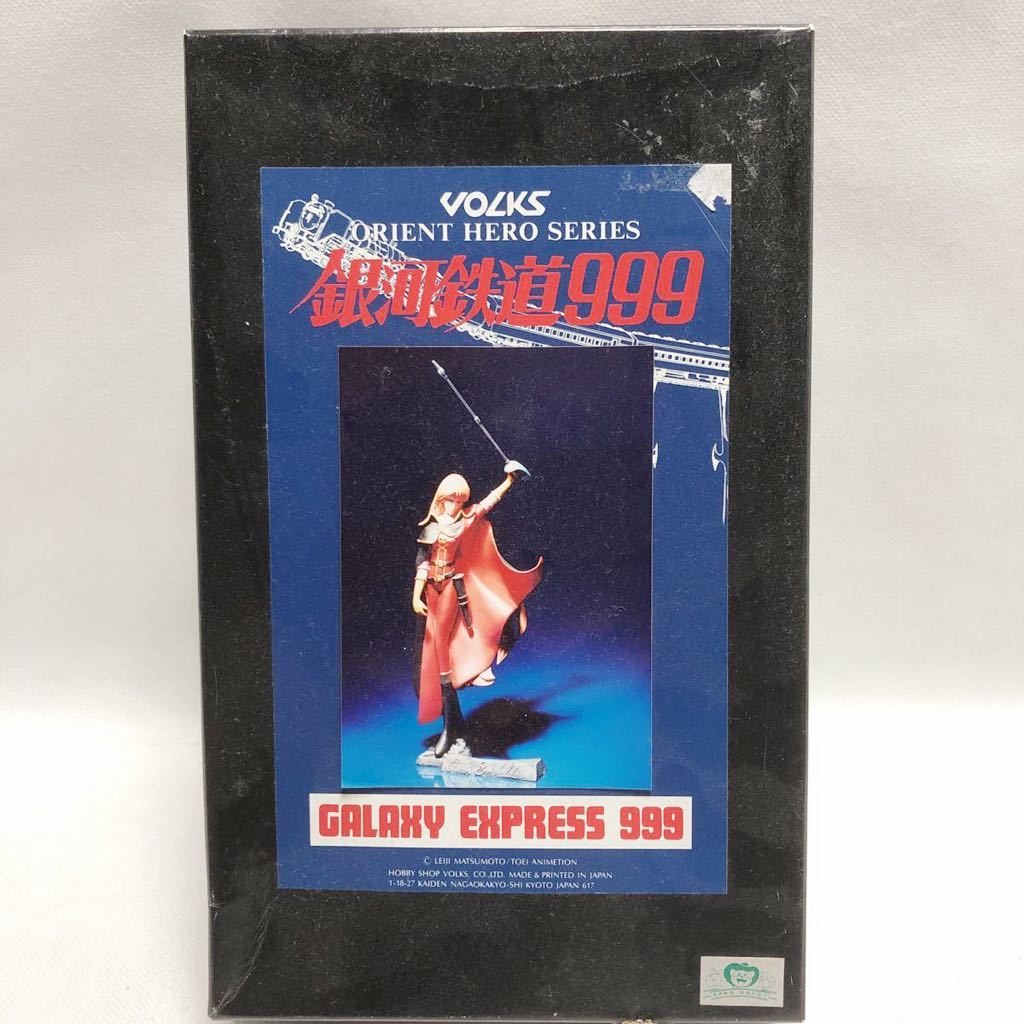 VOLKS
ORIENT HERO SERIES
銀河鉄道999
GALAXY EXPRESS 999
© LEIJI MATSUMOTO/TOEI ANIMETION
HOBBY SHOP VOLKS, CO.,LTD. MADE & PRINTED IN JAPAN
1-18-27 KAIDEN NAGAOKAKYO-SHI KYOTO JAPAN 617